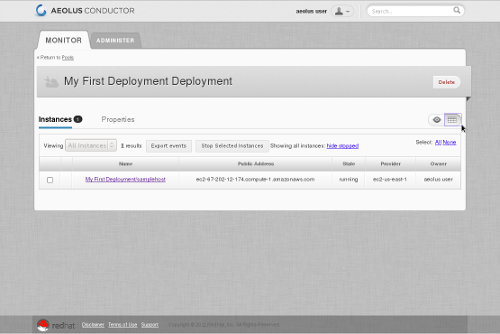 AEOLUS CONDUCTOR
aeolus user
Search...
MONITOR
ADMINISTER
Return to Pools
My First Deployment Deployment
Delete
Instances 1
Properties
Viewing All Instances 1 results Export events Stop Selected Instances Showing all instances: hide stopped
Select: All None
Name Public Address State Provider Owner
My First Deployment/samplehost ec2-67-202-12-174.compute-1.amazonaws.com running ec2-us-east-1 aeolus user
redhat Disclaimer Terms of Use Support Copyright © 2012 Red Hat, Inc. All Rights Reserved